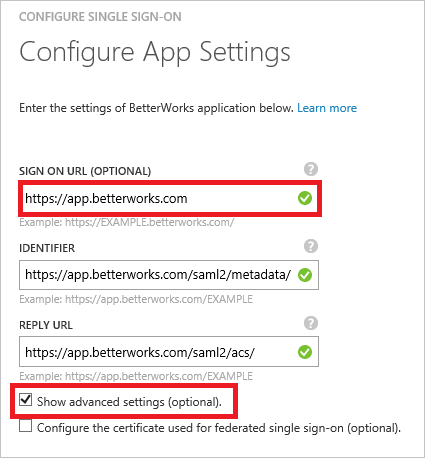 CONFIGURE SINGLE SIGN-ON
Configure App Settings
Enter the settings of BetterWorks application below. Learn more
SIGN ON URL (OPTIONAL) ?
https://app.betterworks.com
Example: https://EXAMPLE.betterworks.com/
IDENTIFIER ?
https://app.betterworks.com/saml2/metadata/
Example: https://app.betterworks.com/EXAMPLE
REPLY URL ?
https://app.betterworks.com/saml2/acs/
Example: https://app.betterworks.com/EXAMPLE
Show advanced settings (optional).
Configure the certificate used for federated single sign-on (optional).